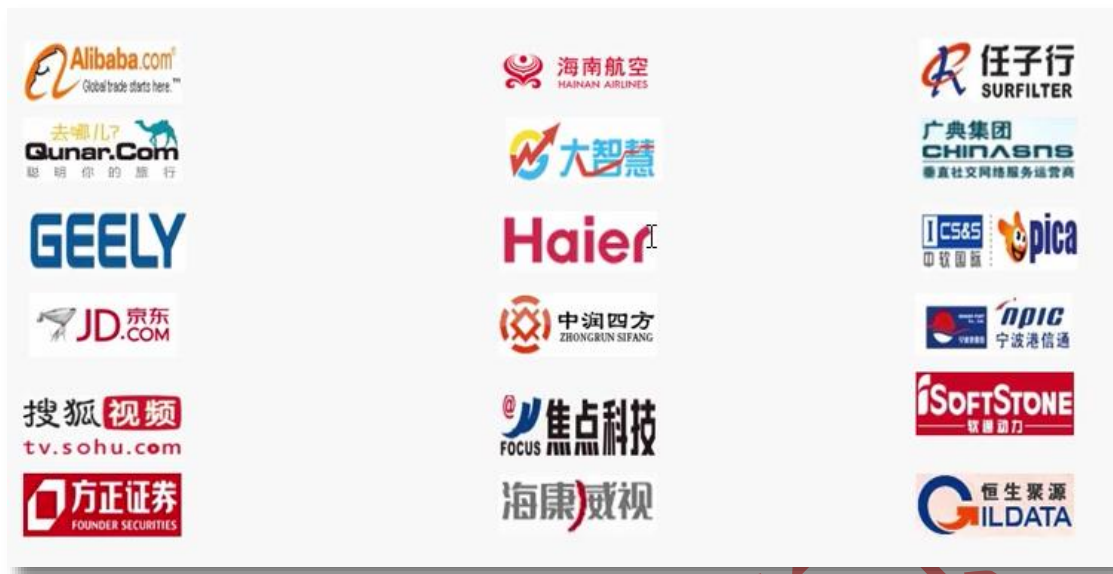 Alibaba.com®
Global trade starts here.™
海南航空
HAINAN AIRLINES
任子行
SURFILTER
去哪儿?
Qunar.Com
聪明你的旅行
大智慧
广典集团
CHINASNS
垂直社交网络服务运营商
GEELY
Haier
ICS&S
中软国际
pica
JD.京东
.COM
中润四方
ZHONGRUN SIFANG
npic
宁波港信通
搜狐视频
tv.sohu.com
@
FOCUS 焦点科技
iSOFTSTONE
软通动力
方正证券
FOUNDER SECURITIES
海康威视
恒生聚源
GILDATA